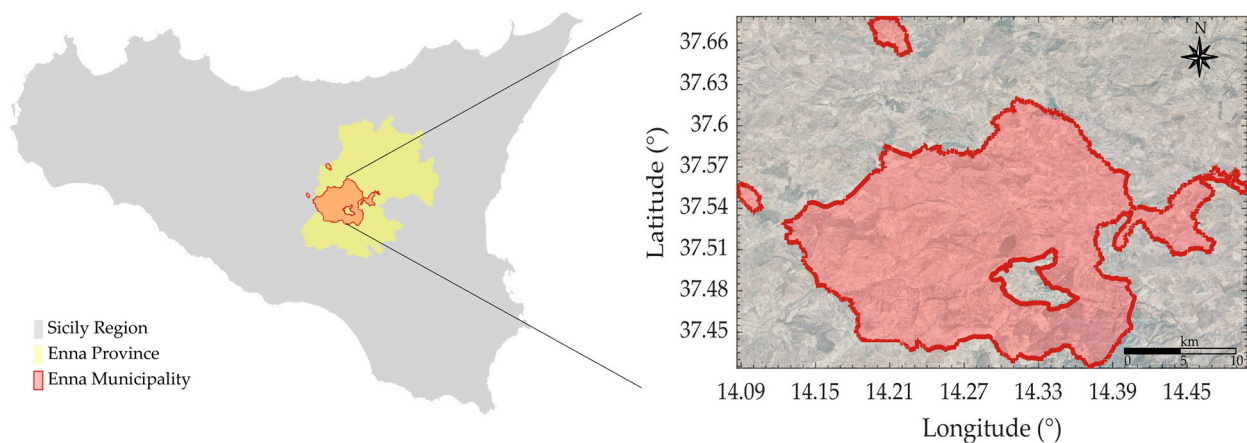 Sicily Region
Enna Province
Enna Municipality
Latitude (°)
37.66
37.63
37.6
37.57
37.54
37.51
37.48
37.45
N
km
0 5 10
14.09 14.15 14.21 14.27 14.33 14.39 14.45
Longitude (°)